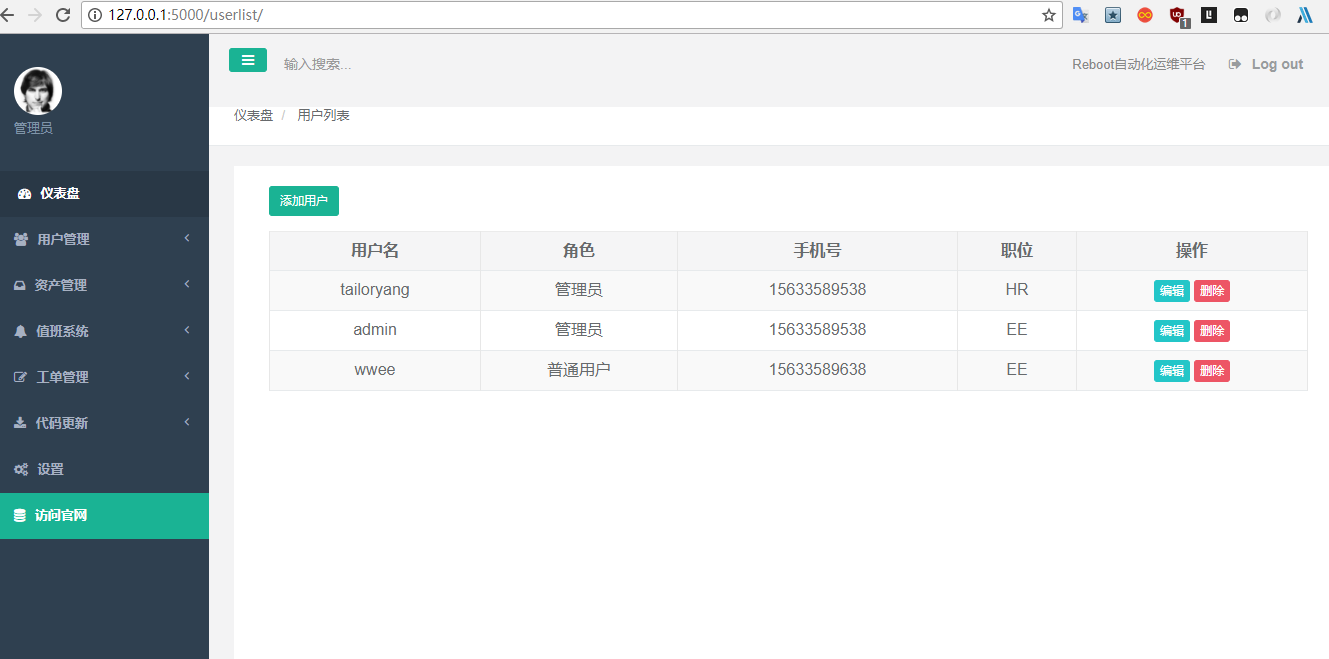 127.0.0.1:5000/userlist/
1
输入搜索...
Reboot自动化运维平台
Log out
管理员
仪表盘 / 用户列表
仪表盘
用户管理
资产管理
值班系统
工单管理
代码更新
设置
访问官网
添加用户
用户名 角色 手机号 职位 操作
tailoryang 管理员 15633589538 HR 编辑 删除
admin 管理员 15633589538 EE 编辑 删除
wwee 普通用户 15633589638 EE 编辑 删除